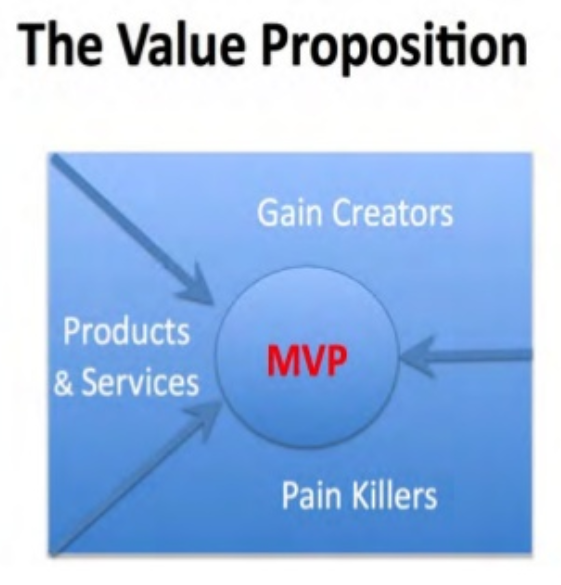 The Value Proposition
Gain Creators
Products
& Services
MVP
Pain Killers